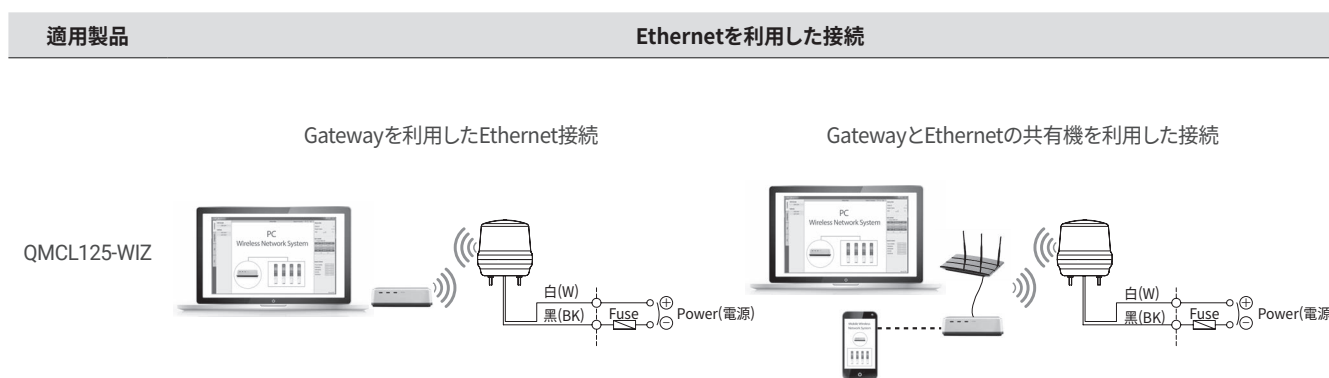 適用製品
Ethernetを利用した接続
Gatewayを利用したEthernet接続
GatewayとEthernetの共有機を利用した接続
QMCL125-WIZ
PC
Wireless Network System
白(W)
黒(BK)
Fuse
Power(電源)
PC
Wireless Network System
Mobile Wireless
Network System
白(W)
黒(BK)
Fuse
Power(電源